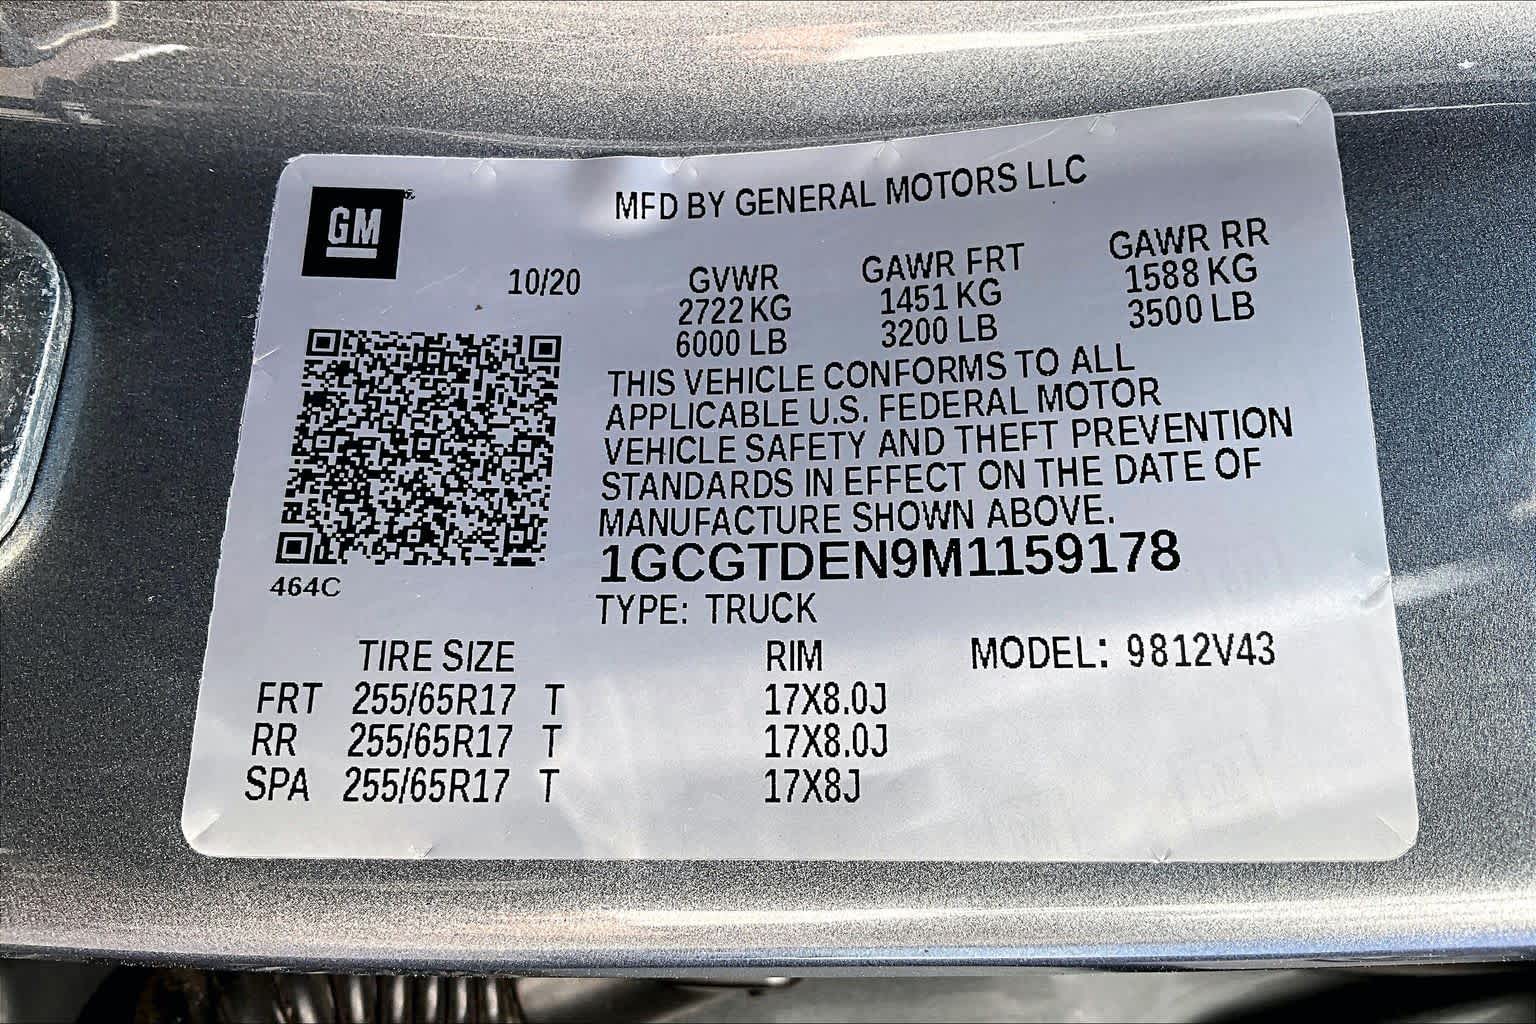 GM ®
MFD BY GENERAL MOTORS LLC
10/20 GVWR GAWR FRT GAWR RR
2722 KG 1451 KG 1588 KG
6000 LB 3200 LB 3500 LB
THIS VEHICLE CONFORMS TO ALL
APPLICABLE U.S. FEDERAL MOTOR
VEHICLE SAFETY AND THEFT PREVENTION
STANDARDS IN EFFECT ON THE DATE OF
MANUFACTURE SHOWN ABOVE.
1GCGTDEN9M1159178
464C
TYPE: TRUCK
TIRE SIZE RIM MODEL: 9812V43
FRT 255/65R17 T 17X8.0J
RR 255/65R17 T 17X8.0J
SPA 255/65R17 T 17X8J